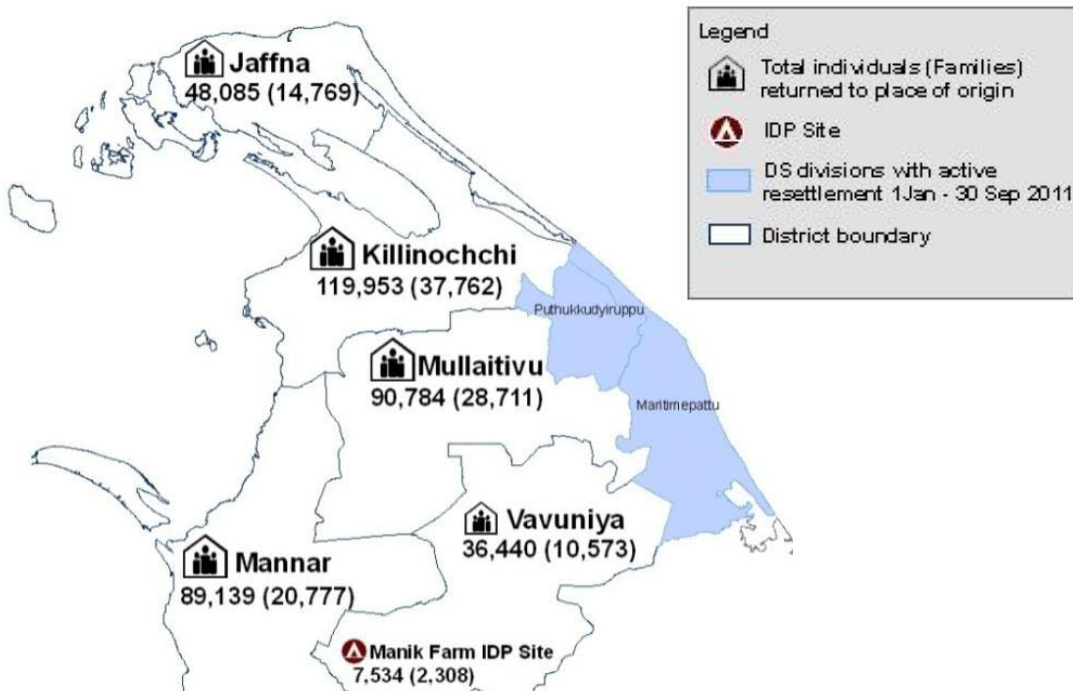 Jaffna
48,085 (14,769)
Killinochchi
119,953 (37,762)
Puthukkudyiruppu
Mullaitivu
90,784 (28,711)
Maritimepattu
Vavuniya
36,440 (10,573)
Mannar
89,139 (20,777)
Manik Farm IDP Site
7,534 (2,308)
Legend
Total individuals (Families)
returned to place of origin
IDP Site
DS divisions with active
resettlement 1Jan - 30 Sep 2011
District boundary